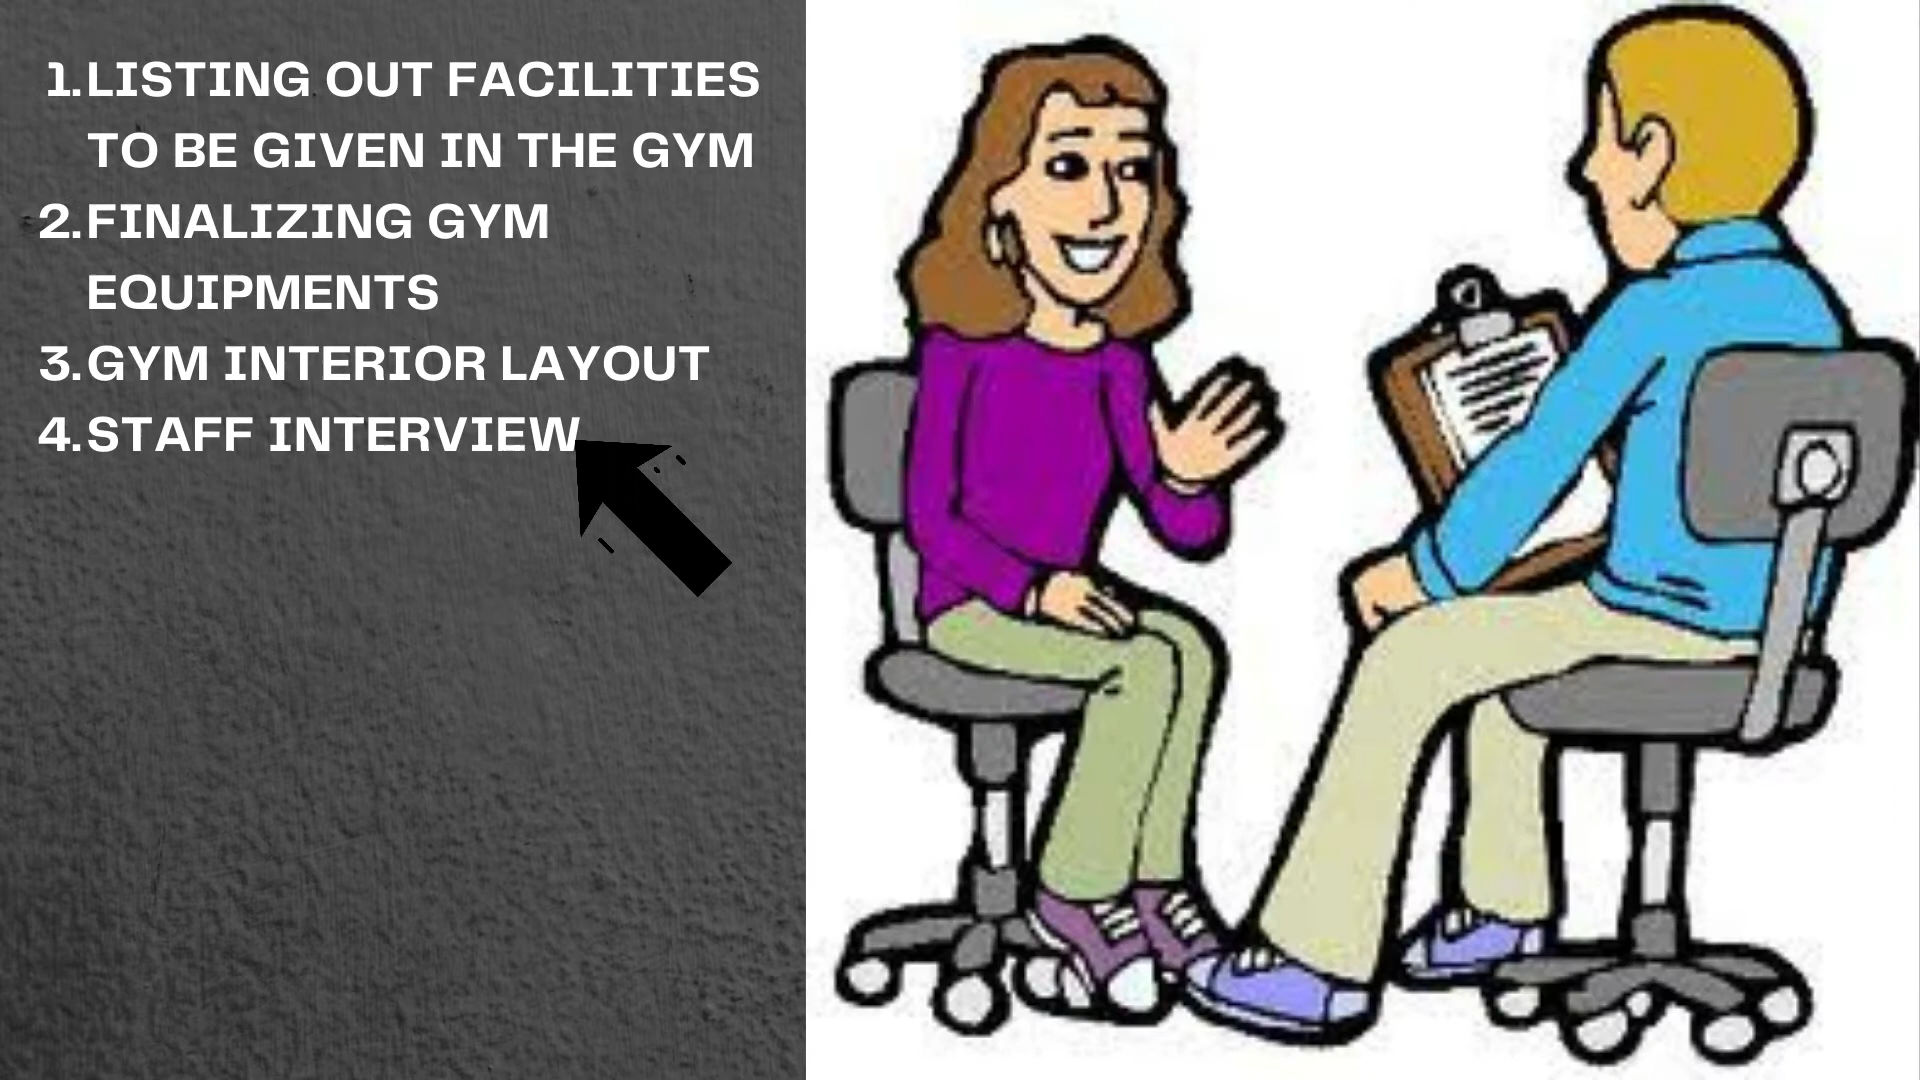 1.LISTING OUT FACILITIES
TO BE GIVEN IN THE GYM
2.FINALIZING GYM
EQUIPMENTS
3.GYM INTERIOR LAYOUT
4.STAFF INTERVIEW